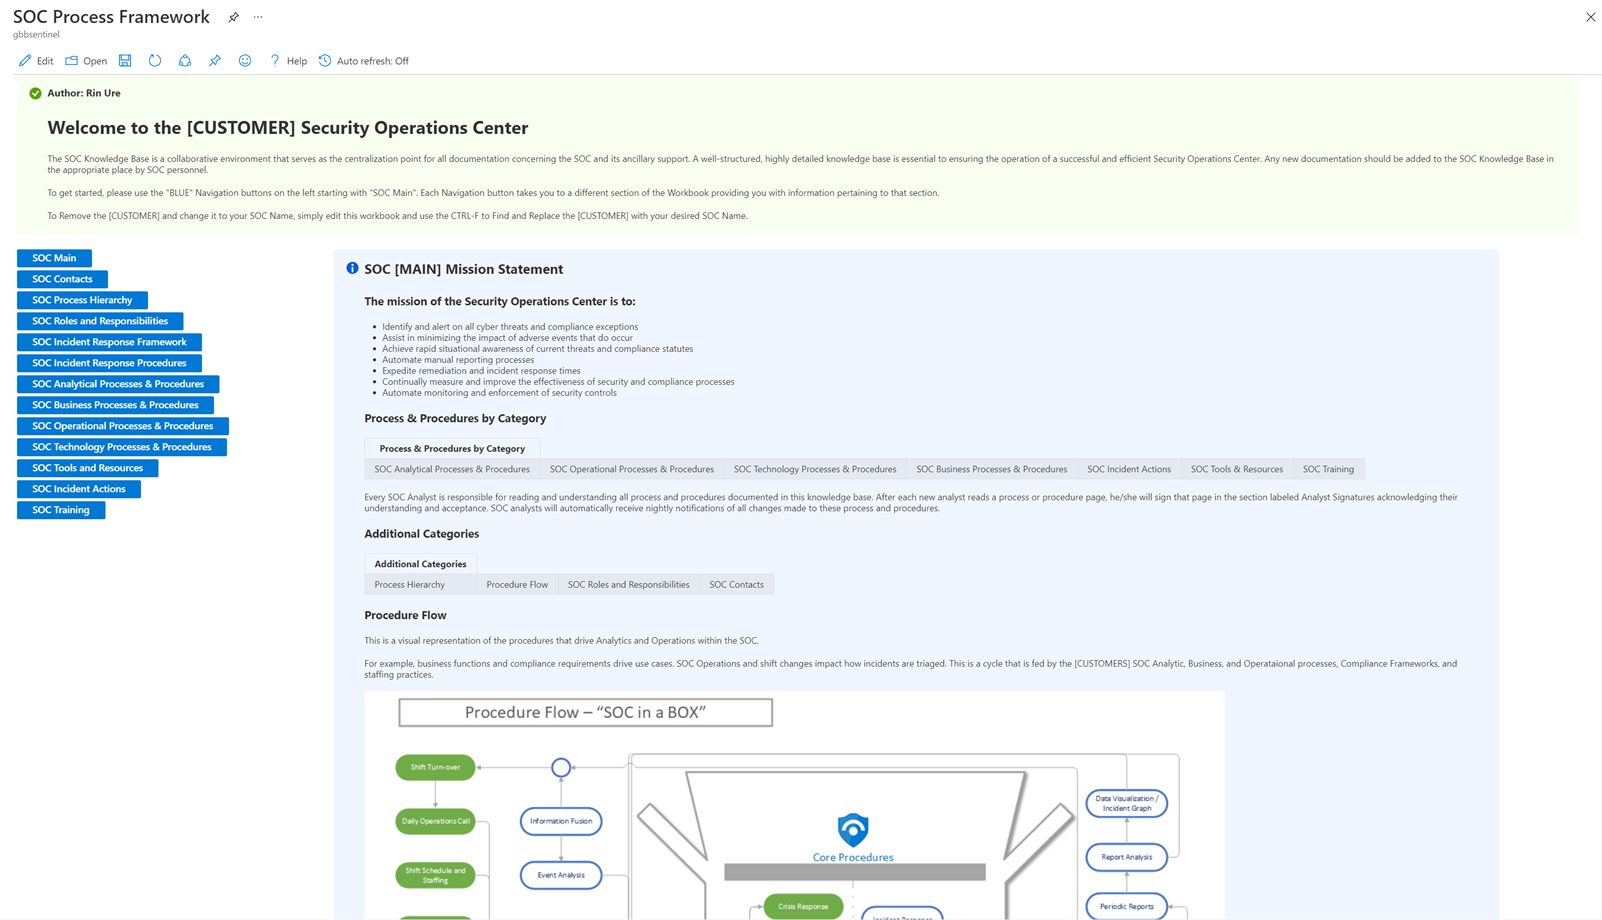 SOC Process Framework
gbbsentinel
Edit
Open
Help
Auto refresh: Off
Author: Rin Ure
Welcome to the [CUSTOMER] Security Operations Center
The SOC Knowledge Base is a collaborative environment that serves as the centralization point for all documentation concerning the SOC and its ancillary support. A well-structured, highly detailed knowledge base is essential to ensuring the operation of a successful and efficient Security Operations Center. Any new documentation should be added to the SOC Knowledge Base in
the appropriate place by SOC personnel.
To get started, please use the "BLUE" Navigation buttons on the left starting with "SOC Main". Each Navigation button takes you to a different section of the Workbook providing you with information pertaining to that section.
To Remove the [CUSTOMER] and change it to your SOC Name, simply edit this workbook and use the CTRL-F to Find and Replace the [CUSTOMER] with your desired SOC Name.
SOC Main
SOC Contacts
SOC Process Hierarchy
SOC Roles and Responsibilities
SOC Incident Response Framework
SOC Incident Response Procedures
SOC Analytical Processes & Procedures
SOC Business Processes & Procedures
SOC Operational Processes & Procedures
SOC Technology Processes & Procedures
SOC Tools and Resources
SOC Incident Actions
SOC Training
SOC [MAIN] Mission Statement
The mission of the Security Operations Center is to:
• Identify and alert on all cyber threats and compliance exceptions
• Assist in minimizing the impact of adverse events that do occur
• Achieve rapid situational awareness of current threats and compliance statutes
• Automate manual reporting processes
• Expedite remediation and incident response times
• Continually measure and improve the effectiveness of security and compliance processes
• Automate monitoring and enforcement of security controls
Process & Procedures by Category
Process & Procedures by Category
SOC Analytical Processes & Procedures
SOC Operational Processes & Procedures
SOC Technology Processes & Procedures
SOC Business Processes & Procedures
SOC Incident Actions
SOC Tools & Resources
SOC Training
Every SOC Analyst is responsible for reading and understanding all process and procedures documented in this knowledge base. After each new analyst reads a process or procedure page, he/she will sign that page in the section labeled Analyst Signatures acknowledging their
understanding and acceptance. SOC analysts will automatically receive nightly notifications of all changes made to these process and procedures.
Additional Categories
Additional Categories
Process Hierarchy
Procedure Flow
SOC Roles and Responsibilities
SOC Contacts
Procedure Flow
This is a visual representation of the procedures that drive Analytics and Operations within the SOC.
For example, business functions and compliance requirements drive use cases. SOC Operations and shift changes impact how incidents are triaged. This is a cycle that is fed by the [CUSTOMERS] SOC Analytic, Business, and Operataional processes, Compliance Frameworks, and
staffing practices.
Procedure Flow – “SOC in a BOX”
Shift Turn-over
Daily Operations Call
Shift Schedule and
Staffing
Information Fusion
Event Analysis
Core Procedures
Crisis Response
Incident Response
Data Visualization /
Incident Graph
Report Analysis
Periodic Reports